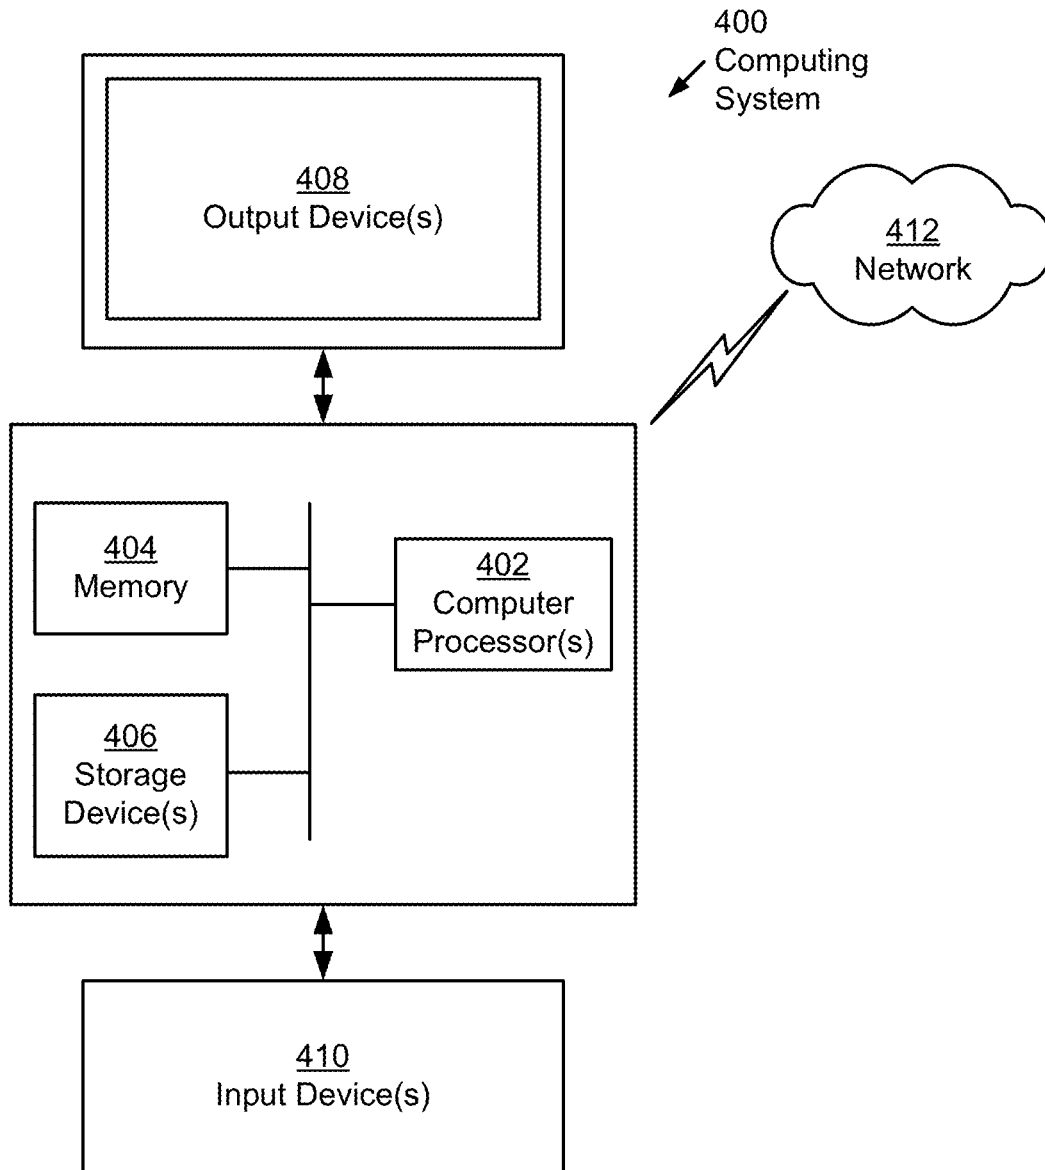 400
Computing
System
408
Output Device(s)
412
Network
404
Memory
402
Computer
Processor(s)
406
Storage
Device(s)
410
Input Device(s)